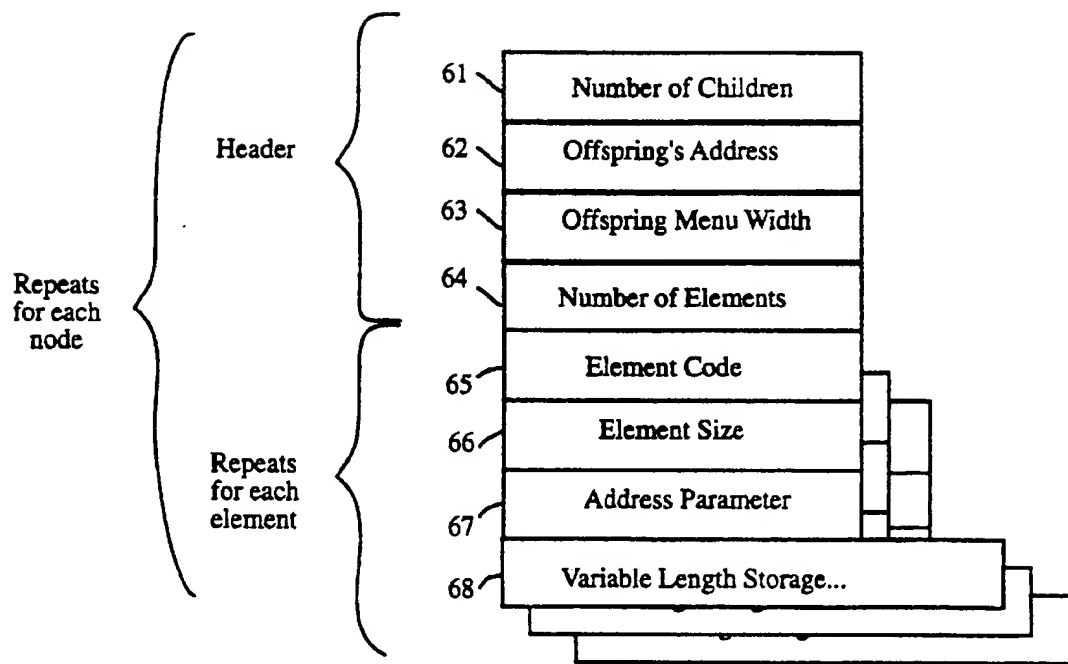 61
Number of Children
Header
62
Offspring's Address
63
Offspring Menu Width
Repeats
for each
node
64
Number of Elements
65
Element Code
66
Element Size
Repeats
for each
element
67
Address Parameter
68
Variable Length Storage...